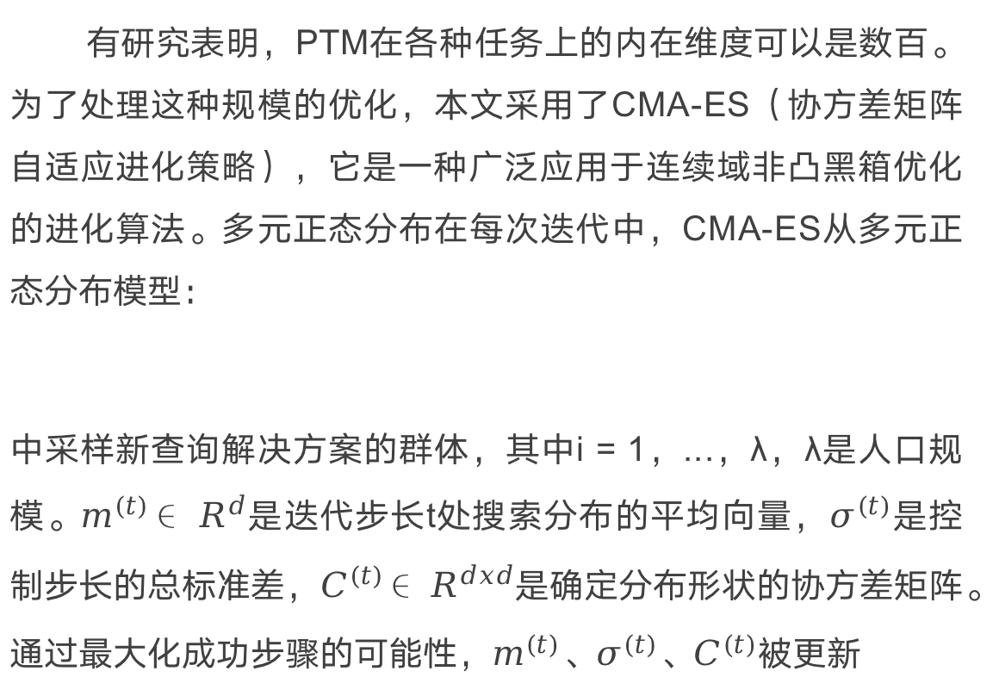 有研究表明，PTM在各种任务上的内在维度可以是数百。
为了处理这种规模的优化，本文采用了CMA-ES（协方差矩阵
自适应进化策略），它是一种广泛应用于连续域非凸黑箱优化
的进化算法。多元正态分布在每次迭代中，CMA-ES从多元正
态分布模型：
中采样新查询解决方案的群体，其中i = 1，...，λ，λ是人口规
模。m^(t) ∈ R^d是迭代步长t处搜索分布的平均向量，σ^(t)是控
制步长的总标准差，C^(t) ∈ R^dxd是确定分布形状的协方差矩阵。
通过最大化成功步骤的可能性，m^(t)、σ^(t)、C^(t)被更新